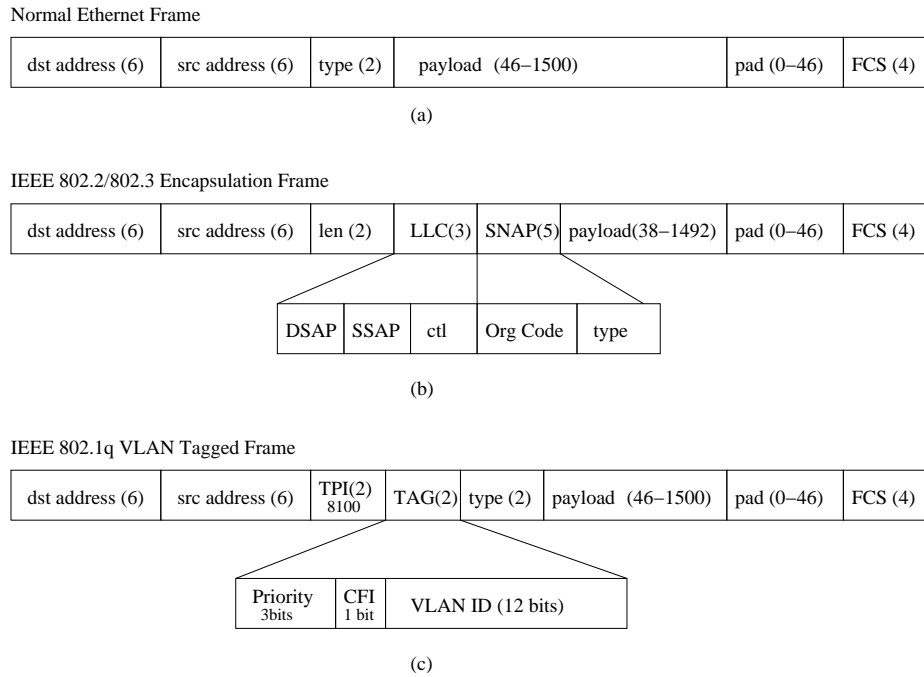 Normal Ethernet Frame
dst address (6) src address (6) type (2) payload (46−1500) pad (0−46) FCS (4)
(a)
IEEE 802.2/802.3 Encapsulation Frame
dst address (6) src address (6) len (2) LLC(3) SNAP(5) payload(38−1492) pad (0−46) FCS (4)
DSAP SSAP ctl Org Code type
(b)
IEEE 802.1q VLAN Tagged Frame
dst address (6) src address (6) TPI(2) TAG(2) type (2) payload (46−1500) pad (0−46) FCS (4)
8100
Priority CFI VLAN ID (12 bits)
3bits 1 bit
(c)